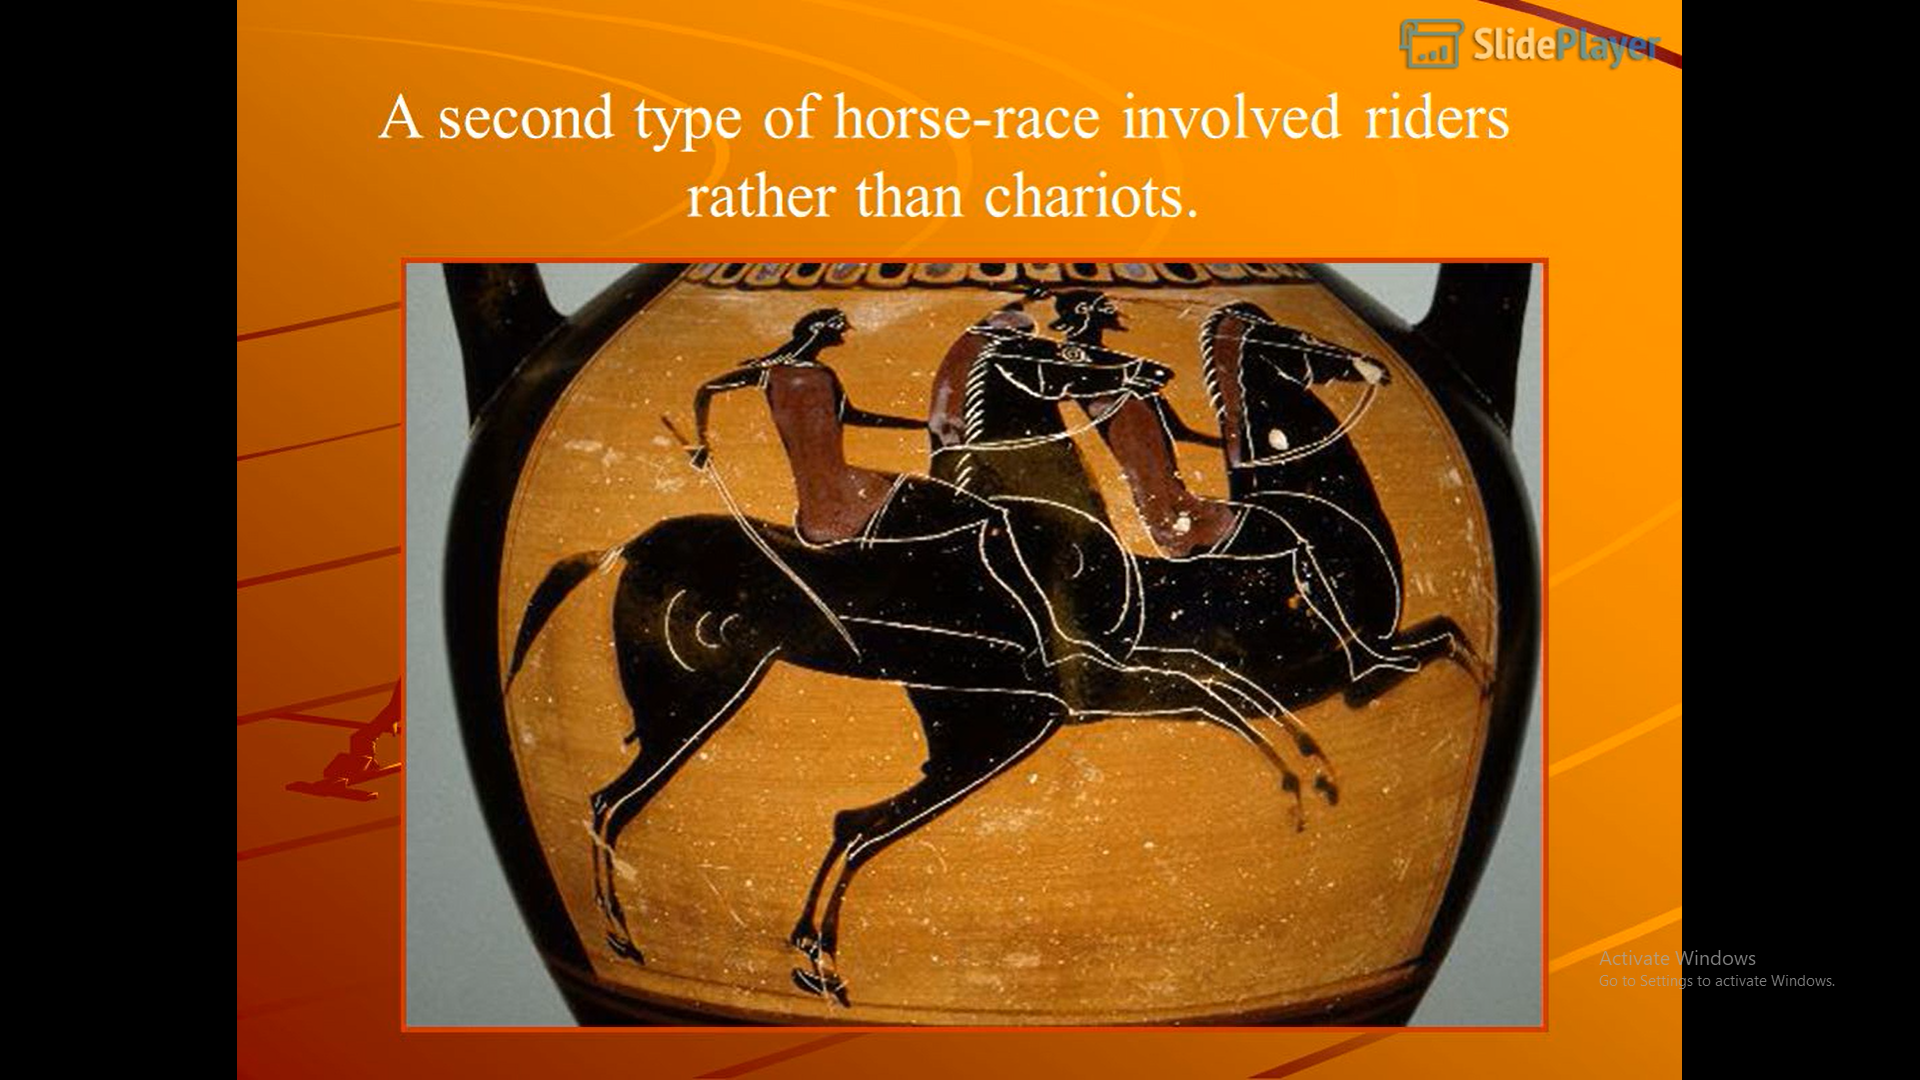 SlidePlayer
A second type of horse-race involved riders
rather than chariots.
Activate Windows
Go to Settings to activate Windows.